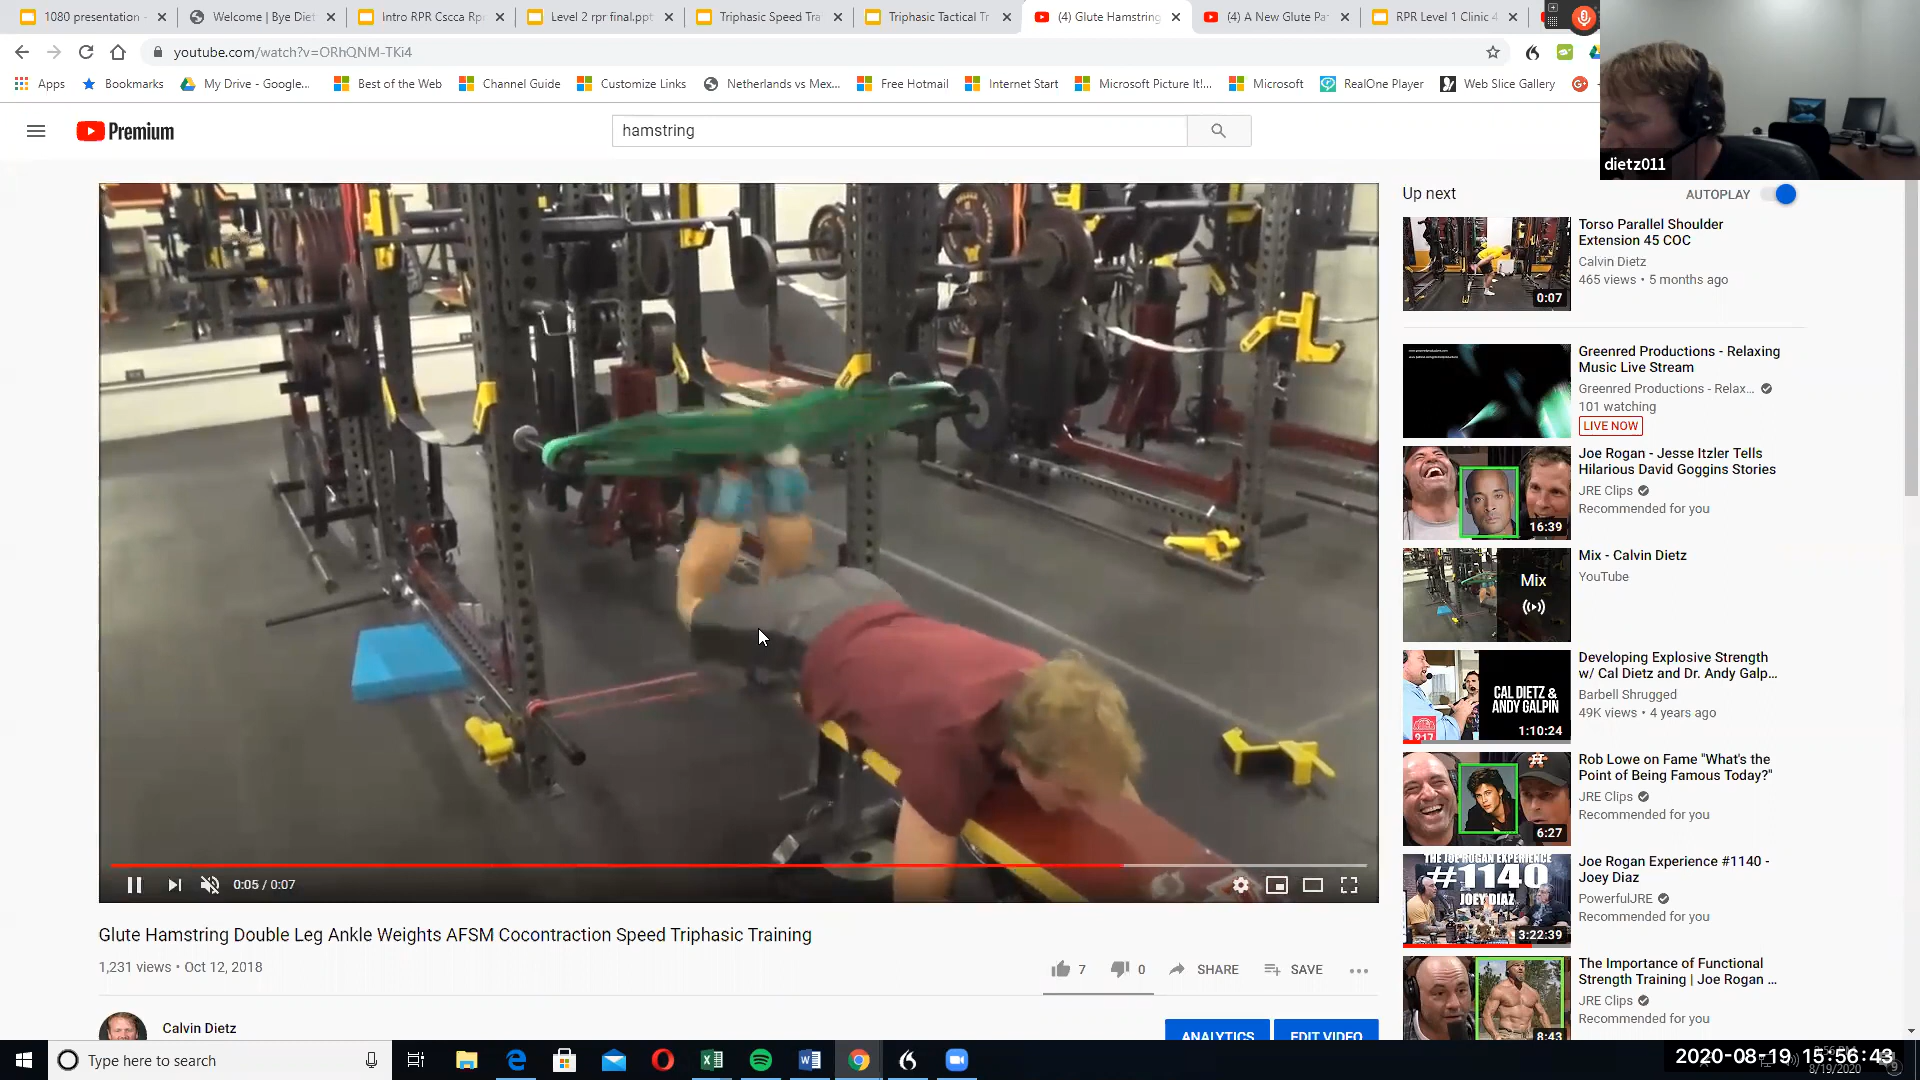 1080 presentation -
Welcome | Bye Diet
Intro RPR Cscca Rp
Level 2 rpr final.ppt
Triphasic Speed Tra
Triphasic Tactical Tr
(4) Glute Hamstring
(4) A New Glute Pa
RPR Level 1 Clinic 4
youtube.com/watch?v=ORhQNM-TKi4
Apps
Bookmarks
My Drive - Google...
Best of the Web
Channel Guide
Customize Links
Netherlands vs Mex...
Free Hotmail
Internet Start
Microsoft Picture It!...
Microsoft
RealOne Player
Web Slice Gallery
Premium
hamstring
dietz011
Up next
AUTOPLAY
Torso Parallel Shoulder
Extension 45 COC
Calvin Dietz
465 views • 5 months ago
0:07
Greenred Productions - Relaxing
Music Live Stream
Greenred Productions - Relax...
101 watching
LIVE NOW
Joe Rogan - Jesse Itzler Tells
Hilarious David Goggins Stories
JRE Clips
Recommended for you
16:39
Mix - Calvin Dietz
YouTube
Mix
Developing Explosive Strength
w/ Cal Dietz and Dr. Andy Galp...
Barbell Shrugged
49K views • 4 years ago
CAL DIETZ &
ANDY GALPIN
1:10:24
Rob Lowe on Fame "What's the
Point of Being Famous Today?"
JRE Clips
Recommended for you
6:27
Joe Rogan Experience #1140 -
Joey Diaz
PowerfulJRE
Recommended for you
THE JOE ROGAN EXPERIENCE
#1140
JOEY DIAZ
3:22:39
The Importance of Functional
Strength Training | Joe Rogan ...
JRE Clips
Recommended for you
8:43
0:05 / 0:07
Glute Hamstring Double Leg Ankle Weights AFSM Cocontraction Speed Triphasic Training
1,231 views • Oct 12, 2018
7
0
SHARE
SAVE
Calvin Dietz
ANALYTICS
EDIT VIDEO
Type here to search
2020-08-19 15:56:43
8/19/2020